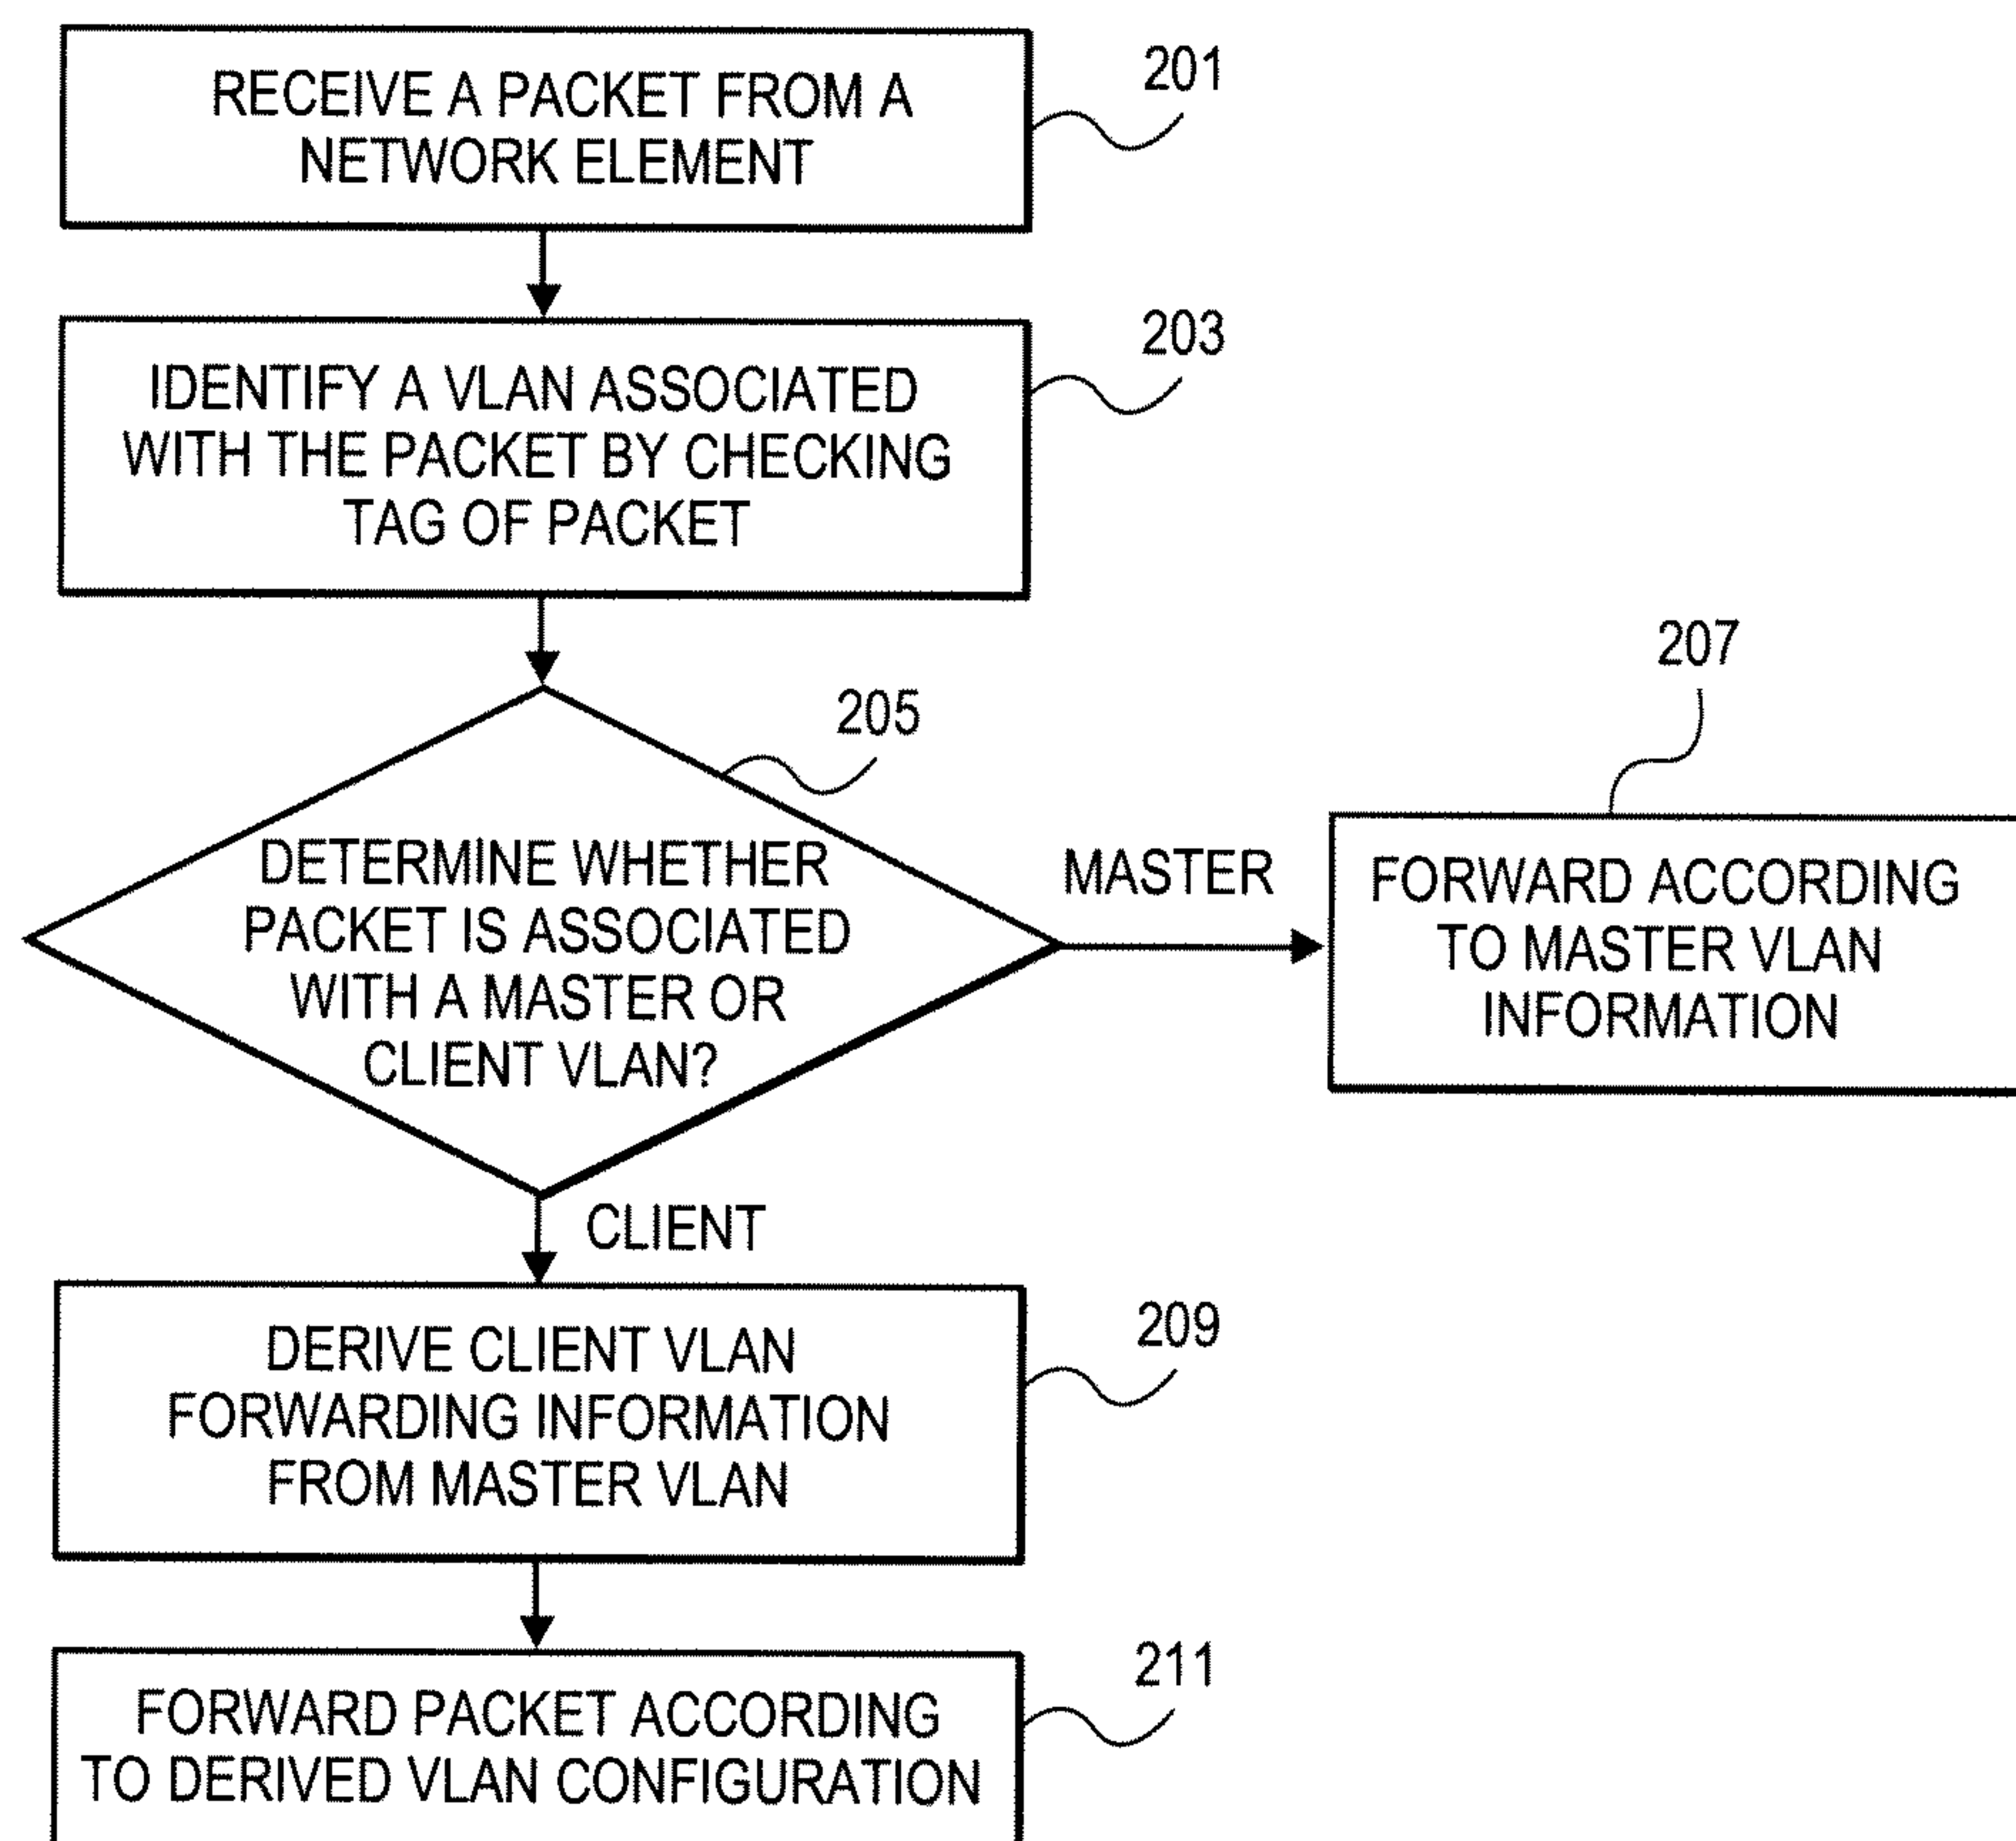 RECEIVE A PACKET FROM A
NETWORK ELEMENT
201
IDENTIFY A VLAN ASSOCIATED
WITH THE PACKET BY CHECKING
TAG OF PACKET
203
205
DETERMINE WHETHER
PACKET IS ASSOCIATED
WITH A MASTER OR
CLIENT VLAN?
MASTER
207
FORWARD ACCORDING
TO MASTER VLAN
INFORMATION
CLIENT
DERIVE CLIENT VLAN
FORWARDING INFORMATION
FROM MASTER VLAN
209
FORWARD PACKET ACCORDING
TO DERIVED VLAN CONFIGURATION
211